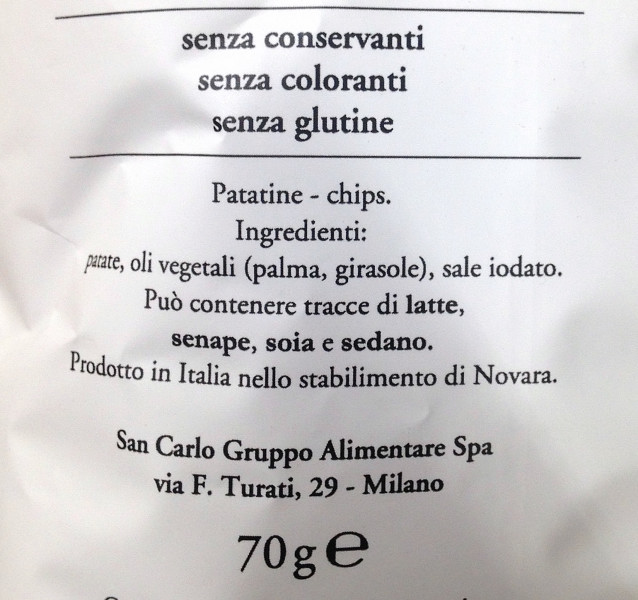 senza conservanti
senza coloranti
senza glutine
Patatine - chips.
Ingredienti:
patate, oli vegetali (palma, girasole), sale iodato.
Può contenere tracce di latte,
senape, soia e sedano.
Prodotto in Italia nello stabilimento di Novara.
San Carlo Gruppo Alimentare Spa
via F. Turati, 29 - Milano
70g e